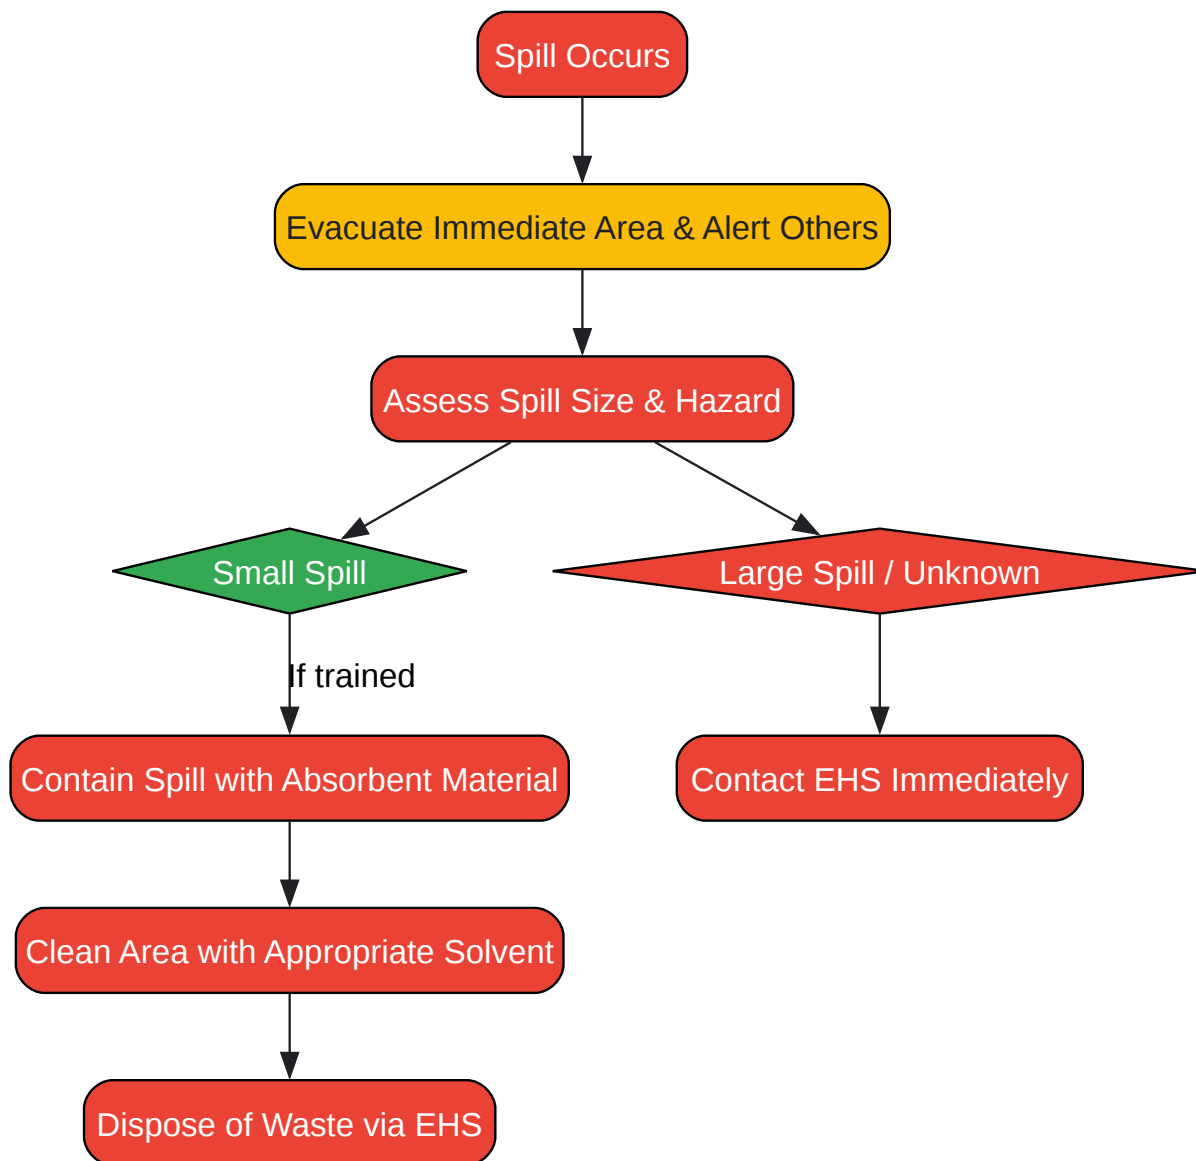 Spill Occurs
Evacuate Immediate Area & Alert Others
Assess Spill Size & Hazard
Small Spill
Large Spill / Unknown
If trained
Contain Spill with Absorbent Material
Contact EHS Immediately
Clean Area with Appropriate Solvent
Dispose of Waste via EHS